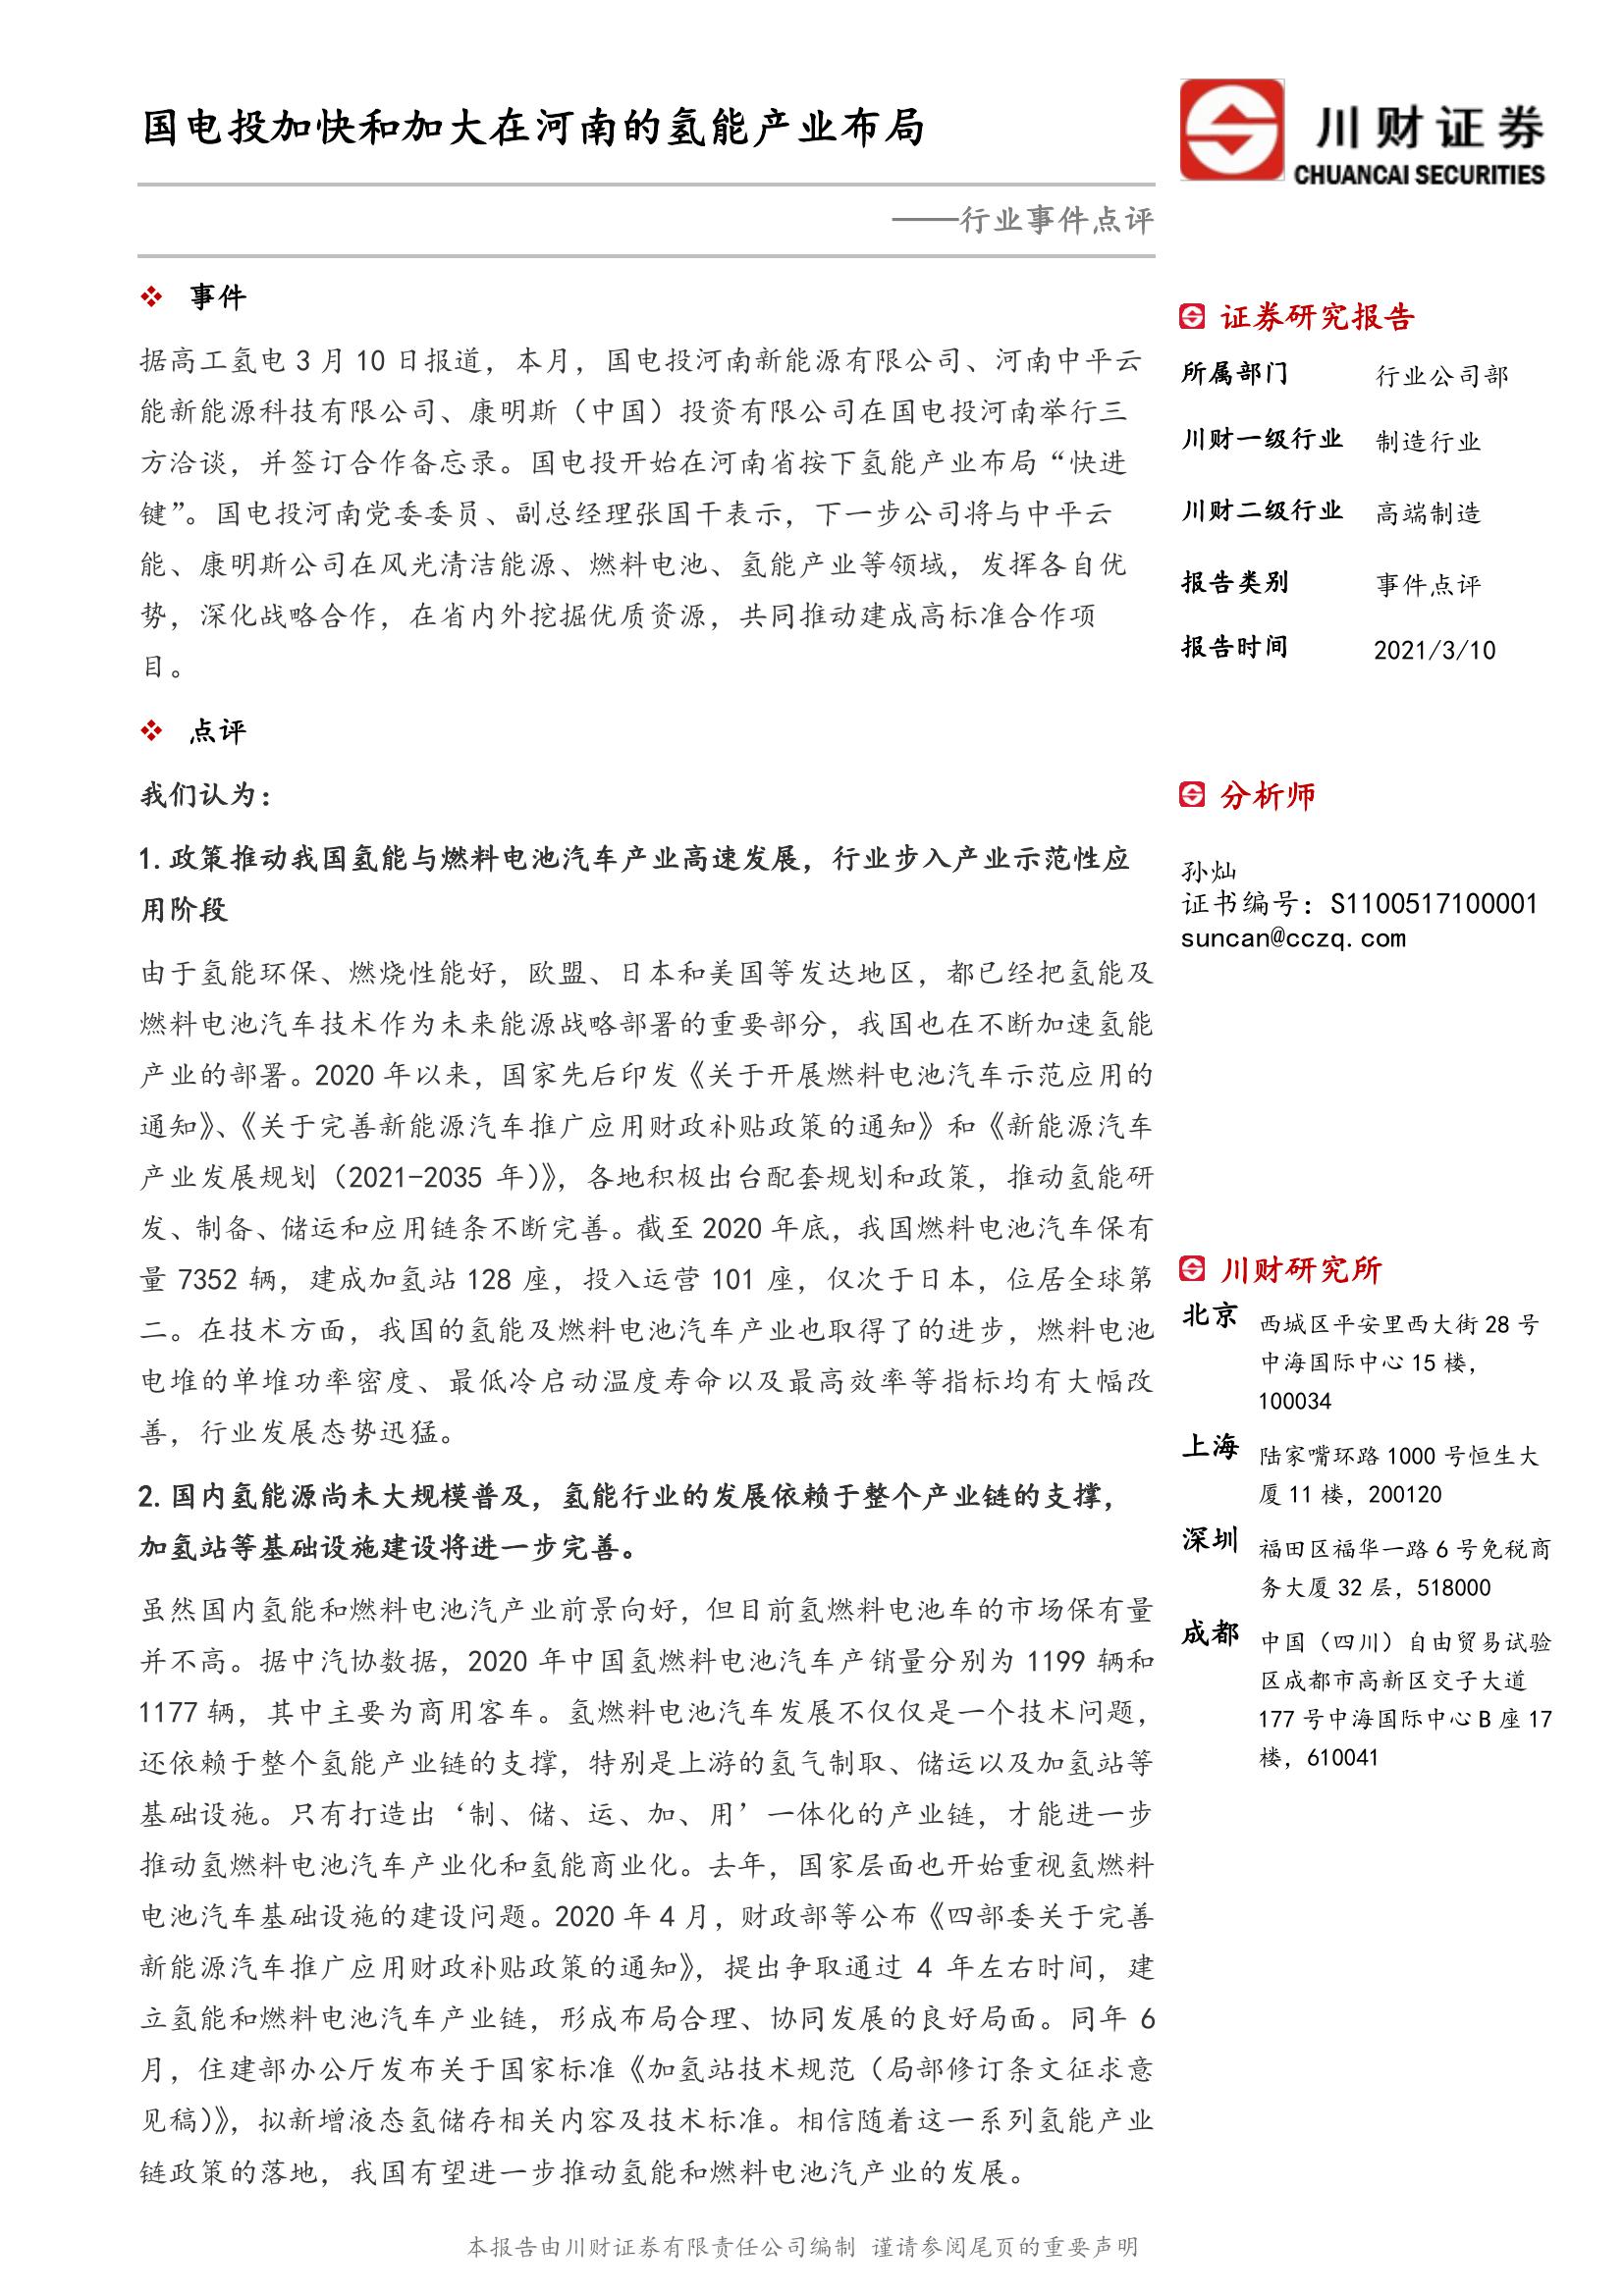 国电投加快和加大在河南的氢能产业布局
川财证券
CHUANCAI SECURITIES
——行业事件点评
❖ 事件
据高工氢电 3 月 10 日报道，本月，国电投河南新能源有限公司、河南中平云
能新能源科技有限公司、康明斯（中国）投资有限公司在国电投河南举行三
方洽谈，并签订合作备忘录。国电投开始在河南省按下氢能产业布局“快进
键”。国电投河南党委委员、副总经理张国干表示，下一步公司将与中平云
能、康明斯公司在风光清洁能源、燃料电池、氢能产业等领域，发挥各自优
势，深化战略合作，在省内外挖掘优质资源，共同推动建成高标准合作项
目。
❖ 点评
我们认为：
1.政策推动我国氢能与燃料电池汽车产业高速发展，行业步入产业示范性应
用阶段
由于氢能环保、燃烧性能好，欧盟、日本和美国等发达地区，都已经把氢能及
燃料电池汽车技术作为未来能源战略部署的重要部分，我国也在不断加速氢能
产业的部署。2020 年以来，国家先后印发《关于开展燃料电池汽车示范应用的
通知》、《关于完善新能源汽车推广应用财政补贴政策的通知》和《新能源汽车
产业发展规划（2021-2035 年）》，各地积极出台配套规划和政策，推动氢能研
发、制备、储运和应用链条不断完善。截至 2020 年底，我国燃料电池汽车保有
量 7352 辆，建成加氢站 128 座，投入运营 101 座，仅次于日本，位居全球第
二。在技术方面，我国的氢能及燃料电池汽车产业也取得了的进步，燃料电池
电堆的单堆功率密度、最低冷启动温度寿命以及最高效率等指标均有大幅改
善，行业发展态势迅猛。
2.国内氢能源尚未大规模普及，氢能行业的发展依赖于整个产业链的支撑，
加氢站等基础设施建设将进一步完善。
虽然国内氢能和燃料电池汽产业前景向好，但目前氢燃料电池车的市场保有量
并不高。据中汽协数据，2020 年中国氢燃料电池汽车产销量分别为 1199 辆和
1177 辆，其中主要为商用客车。氢燃料电池汽车发展不仅仅是一个技术问题，
还依赖于整个氢能产业链的支撑，特别是上游的氢气制取、储运以及加氢站等
基础设施。只有打造出‘制、储、运、加、用’一体化的产业链，才能进一步
推动氢燃料电池汽车产业化和氢能商业化。去年，国家层面也开始重视氢燃料
电池汽车基础设施的建设问题。2020 年 4 月，财政部等公布《四部委关于完善
新能源汽车推广应用财政补贴政策的通知》，提出争取通过 4 年左右时间，建
立氢能和燃料电池汽车产业链，形成布局合理、协同发展的良好局面。同年 6
月，住建部办公厅发布关于国家标准《加氢站技术规范（局部修订条文征求意
见稿）》，拟新增液态氢储存相关内容及技术标准。相信随着这一系列氢能产业
链政策的落地，我国有望进一步推动氢能和燃料电池汽产业的发展。
证券研究报告
所属部门 行业公司部
川财一级行业 制造行业
川财二级行业 高端制造
报告类别 事件点评
报告时间 2021/3/10
分析师
孙灿
证书编号：S1100517100001
suncan@cczq.com
川财研究所
北京 西城区平安里西大街 28 号
中海国际中心 15 楼，
100034
上海 陆家嘴环路 1000 号恒生大
厦 11 楼，200120
深圳 福田区福华一路 6 号免税商
务大厦 32 层，518000
成都 中国（四川）自由贸易试验
区成都市高新区交子大道
177 号中海国际中心 B 座 17
楼，610041
本报告由川财证券有限责任公司编制 谨请参阅尾页的重要声明